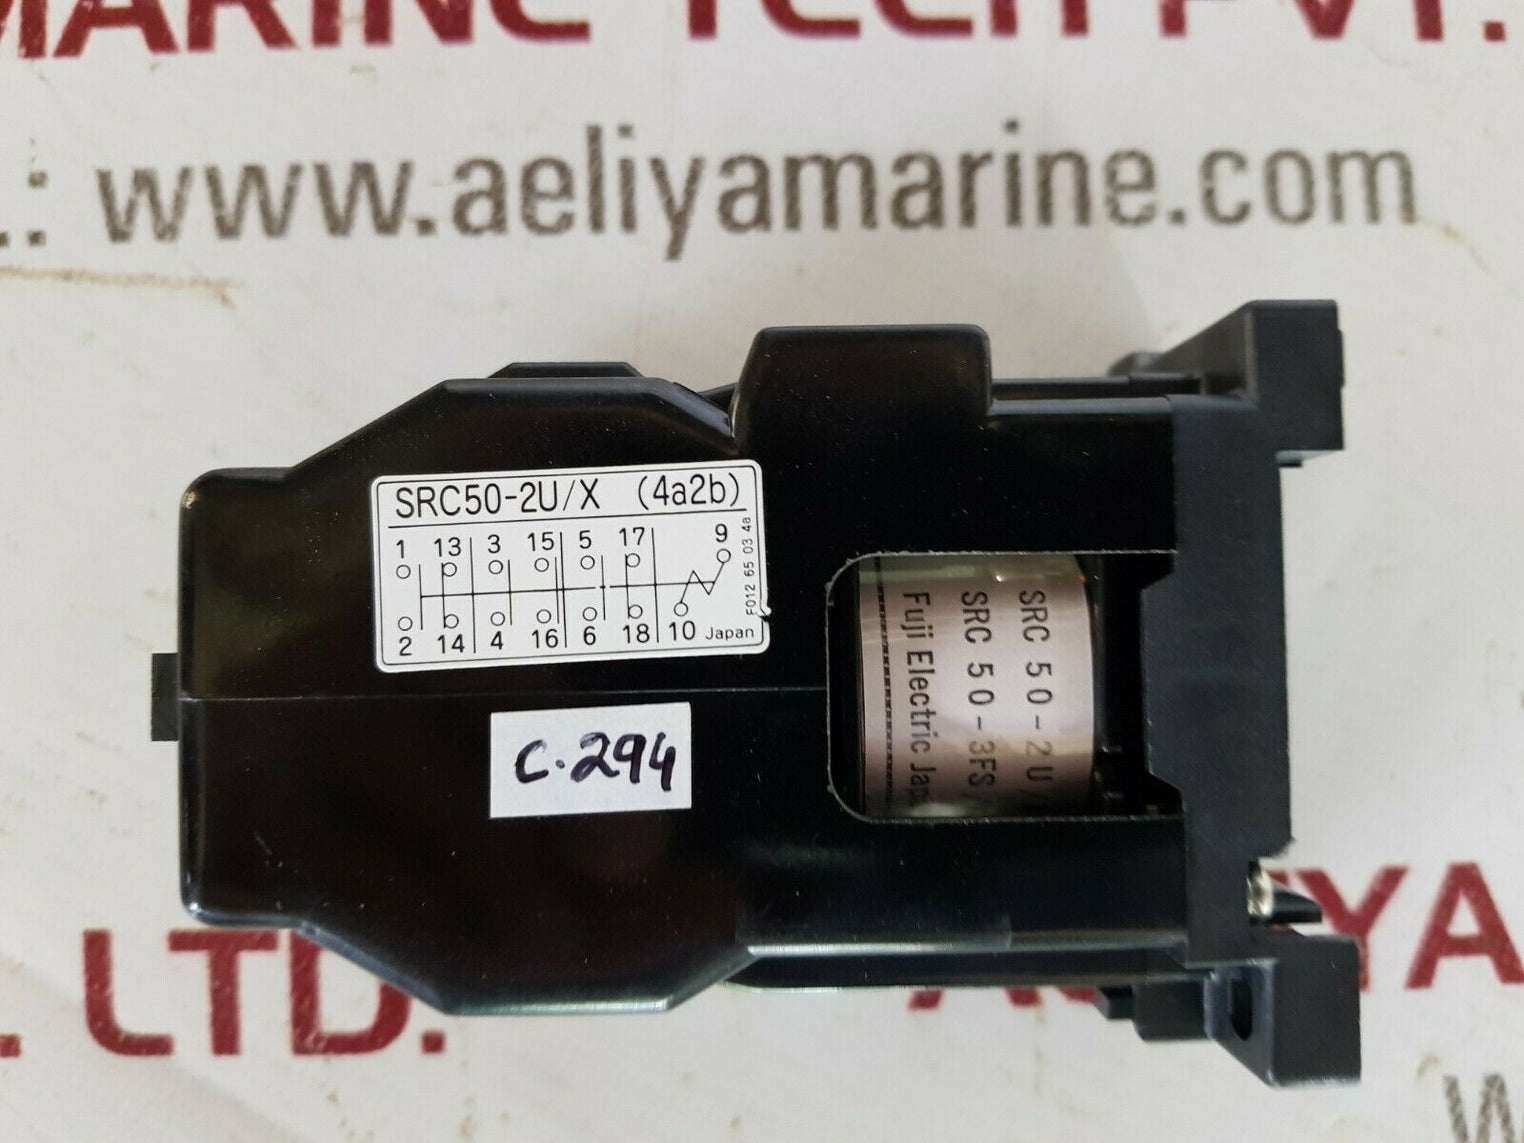 MARINE TECH PVT.
.: www.aeliyamarine.com
SRC50-2U/X (4a2b)
1 13 3 15 5 17 9
2 14 4 16 6 18 10 Japan
F012 65 03 4a
C.294
SRC 50-2U/
SRC 50-3FS/
Fuji Electric Jap
. LTD.
YA